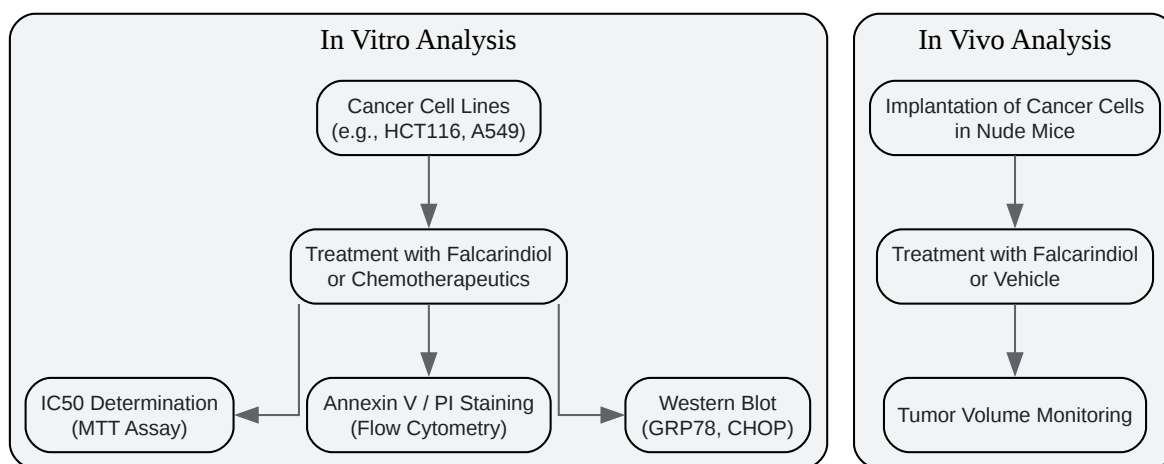 In Vitro Analysis
Cancer Cell Lines
(e.g., HCT116, A549)
Treatment with Falcarindiol
or Chemotherapeutics
IC50 Determination
(MTT Assay)
Annexin V / PI Staining
(Flow Cytometry)
Western Blot
(GRP78, CHOP)
In Vivo Analysis
Implantation of Cancer Cells
in Nude Mice
Treatment with Falcarindiol
or Vehicle
Tumor Volume Monitoring